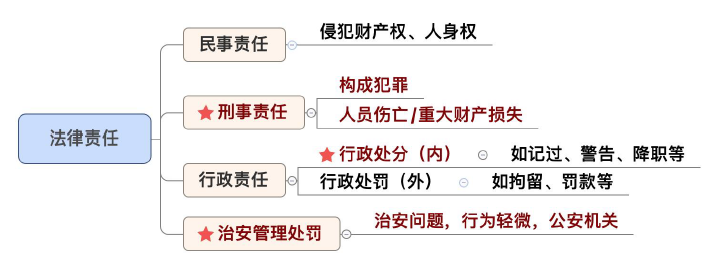 法律责任
民事责任
侵犯财产权、人身权
刑事责任
构成犯罪
人员伤亡/重大财产损失
行政责任
行政处分（内）
如记过、警告、降职等
行政处罚（外）
如拘留、罚款等
治安管理处罚
治安问题，行为轻微，公安机关